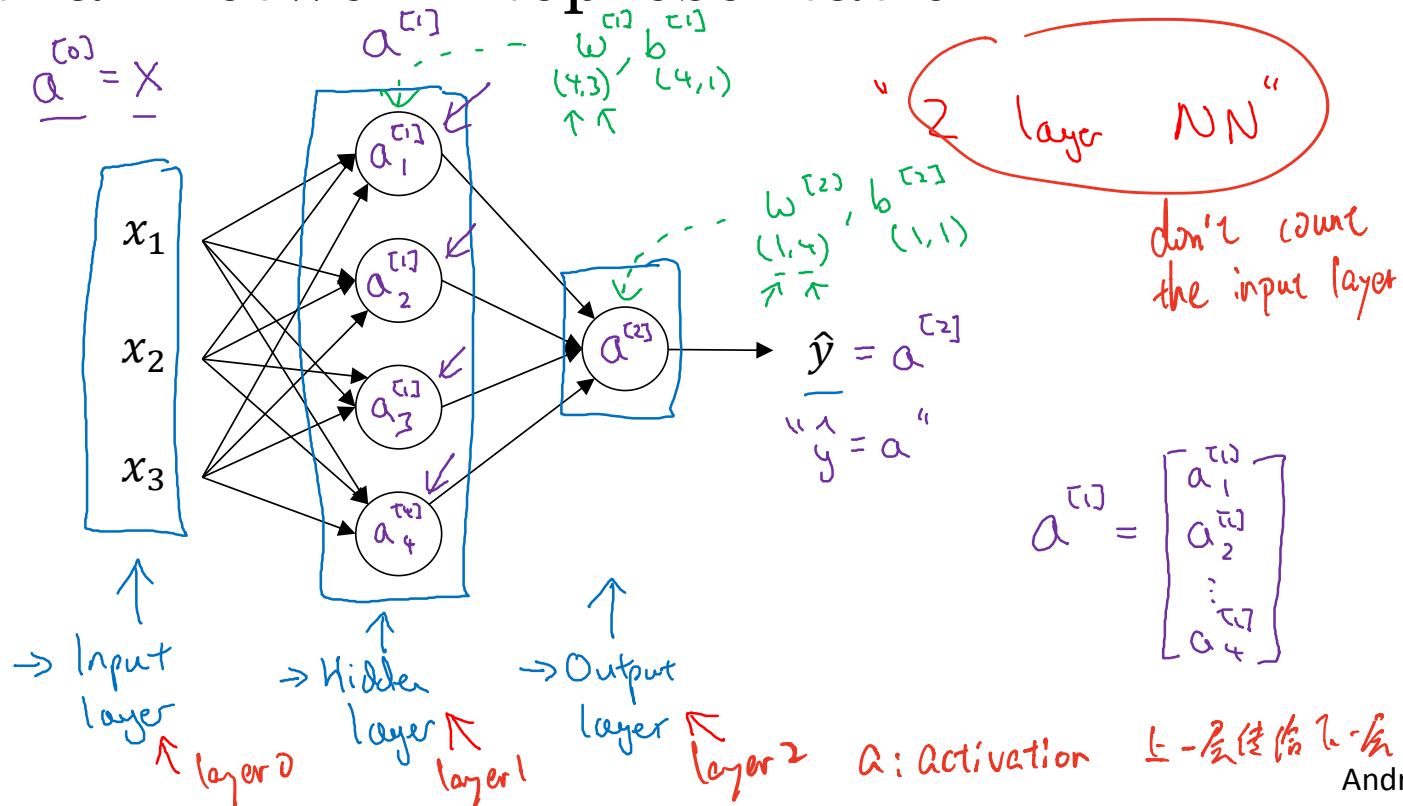 a^[0] = X
a^[1]
w^[1], b^[1]
(4,3) (4,1)
"2 layer NN"
don't count
the input layer
x₁
x₂
x₃
a₁^[1]
a₂^[1]
a₃^[1]
a₄^[4]
w^[2], b^[2]
(1,4) (1,1)
a^[2]
ŷ = a^[2]
"ŷ = a"
a^[1] = [a₁^[1]
a₂^[1]
⋮
a₄^[1]]
→ Input
layer
layer 0
→ Hidden
layer
layer 1
→ Output
layer
layer 2
a: activation 上一层传给下一层